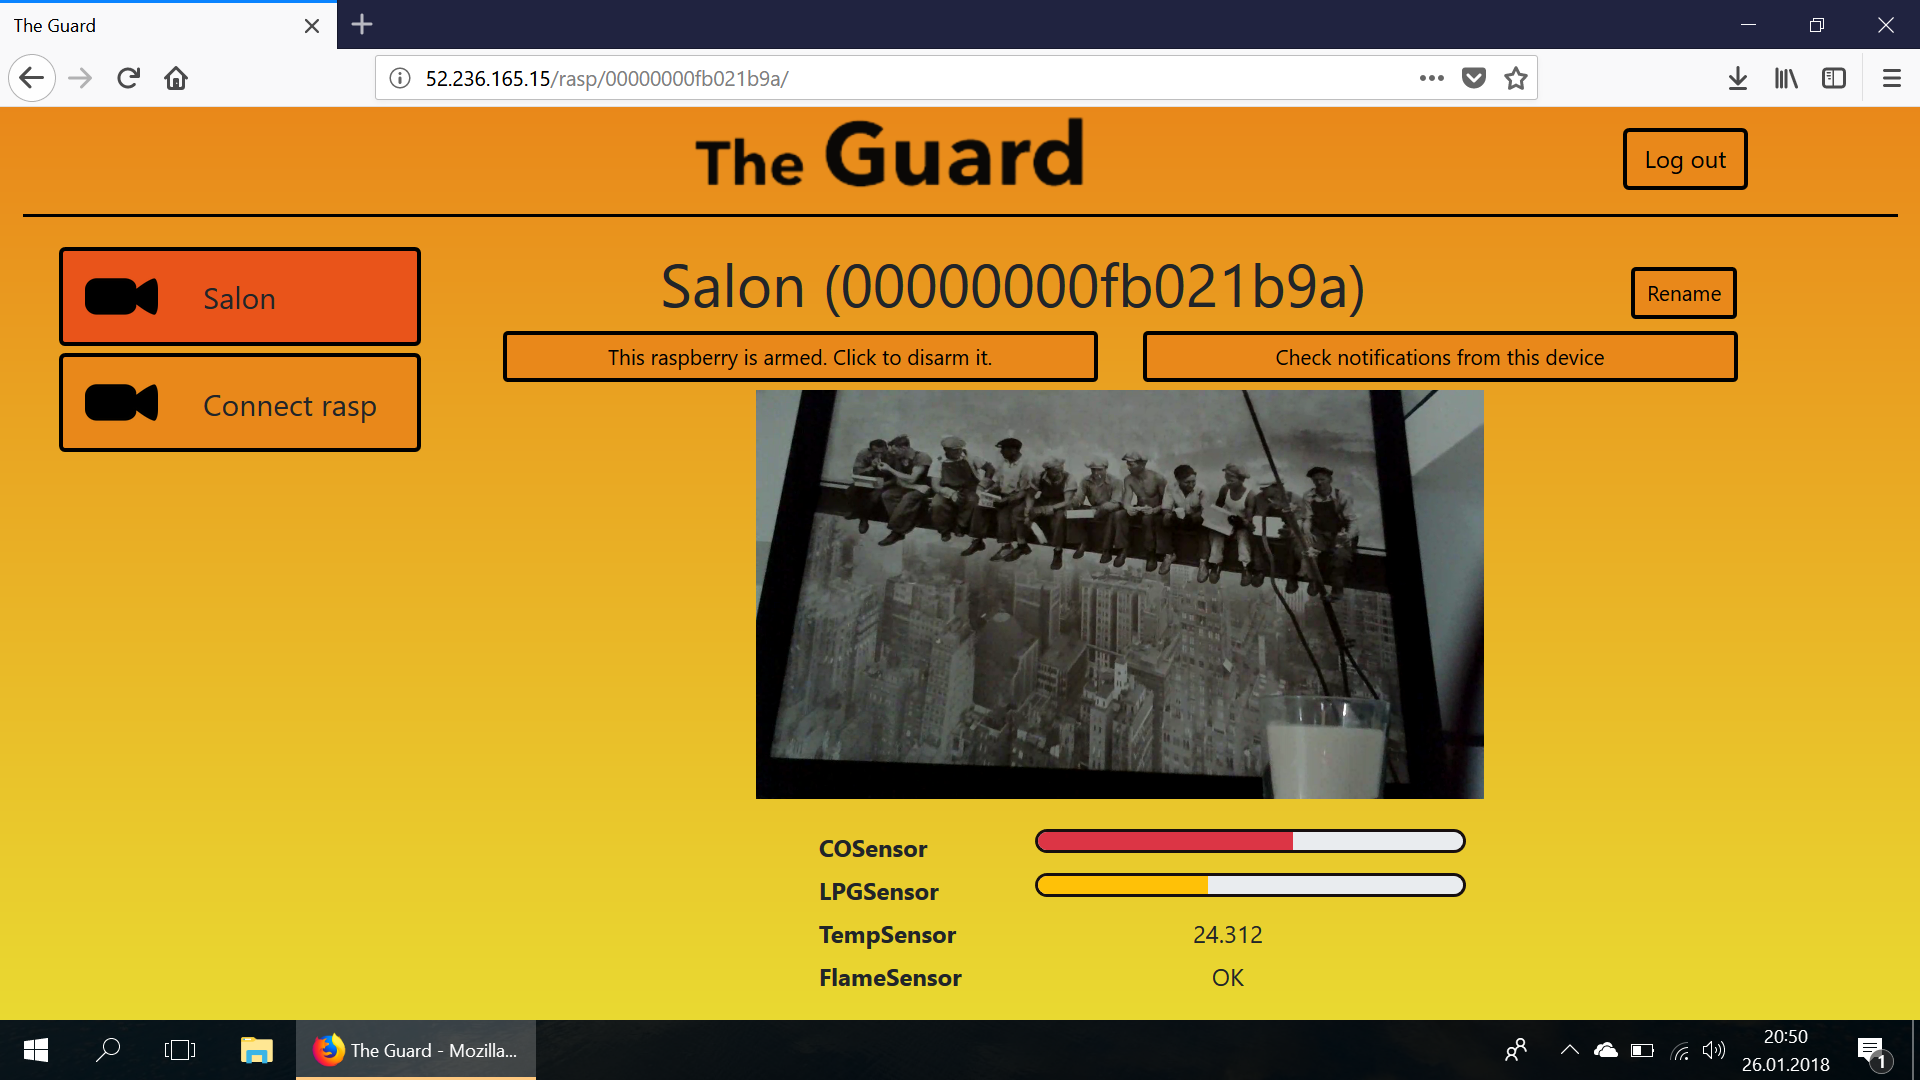 The Guard
52.236.165.15/rasp/00000000fb021b9a/
The Guard
Log out
Salon
Connect rasp
Salon (00000000fb021b9a)
Rename
This raspberry is armed. Click to disarm it.
Check notifications from this device
COSensor
LPGSensor
TempSensor 24.312
FlameSensor OK
The Guard - Mozilla...
20:50
26.01.2018
1